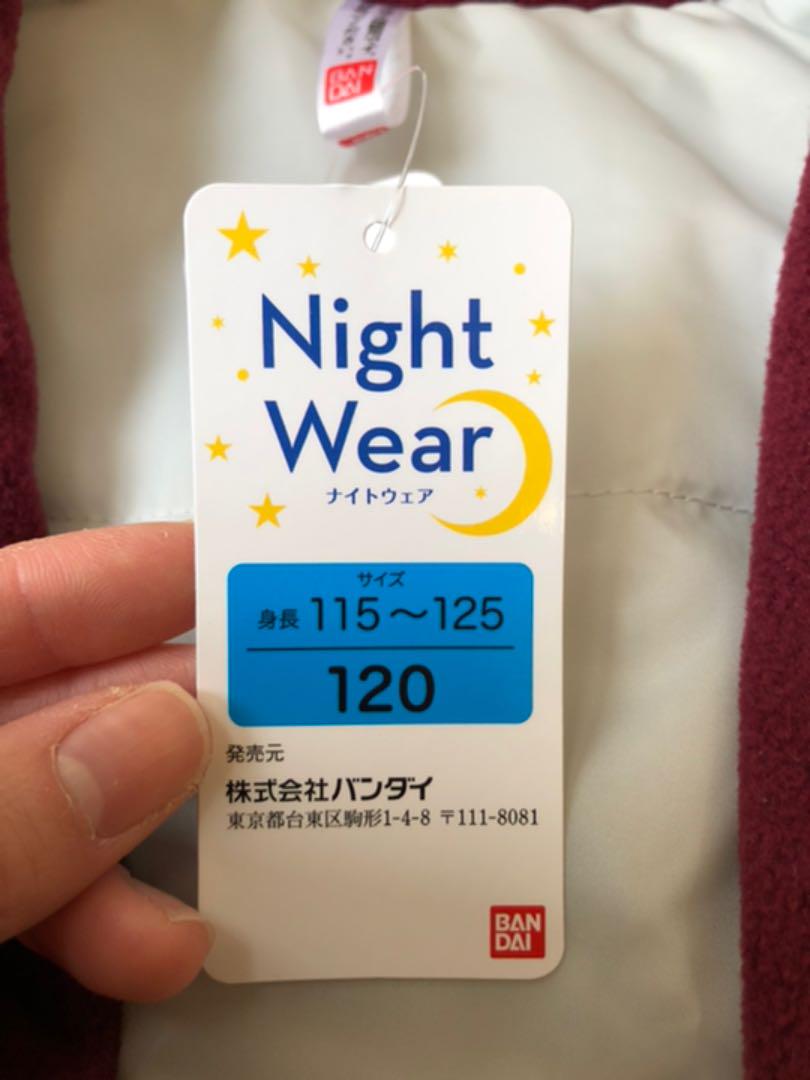 BAN
DAI
Night
Wear
ナイトウェア
サイズ
身長 115～125
120
発売元
株式会社バンダイ
東京都台東区駒形1-4-8 〒111-8081
BAN
DAI